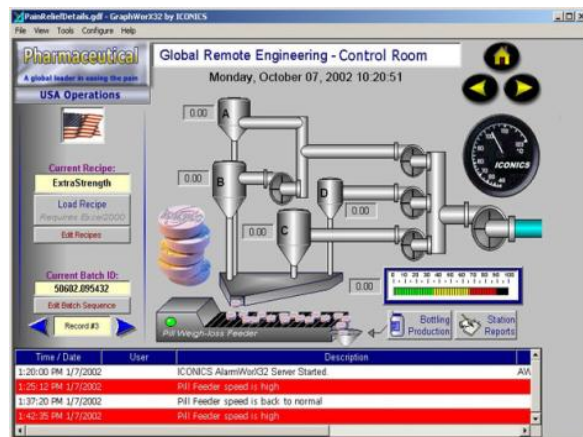 PainReliefDetails.gdf - GraphWorX32 by ICONICS
File View Tools Configure Help
Pharmaceutical
A global leader in easing the pain
USA Operations
Global Remote Engineering - Control Room
Monday, October 07, 2002 10:20:51
Current Recipe:
ExtraStrength
Load Recipe
Requires Excel2000
Edit Recipes
Current Batch ID:
50602.095432
Edit Batch Sequence
Record #3
0.00
A
0.00
B
D
0.00
C
0.00
0.00
ICONICS
0 10 20 30 40 50 60 70 80 90 100
Pill Weigh-loss Feeder
Bottling Production
Station Reports
Time / Date User Description
1:20:00 PM 1/7/2002 ICONICS AlarmWorX32 Server Started. AW
1:25:12 PM 1/7/2002 Pill Feeder speed is high
1:37:20 PM 1/7/2002 Pill Feeder speed is back to normal
1:42:35 PM 1/7/2002 Pill Feeder speed is high